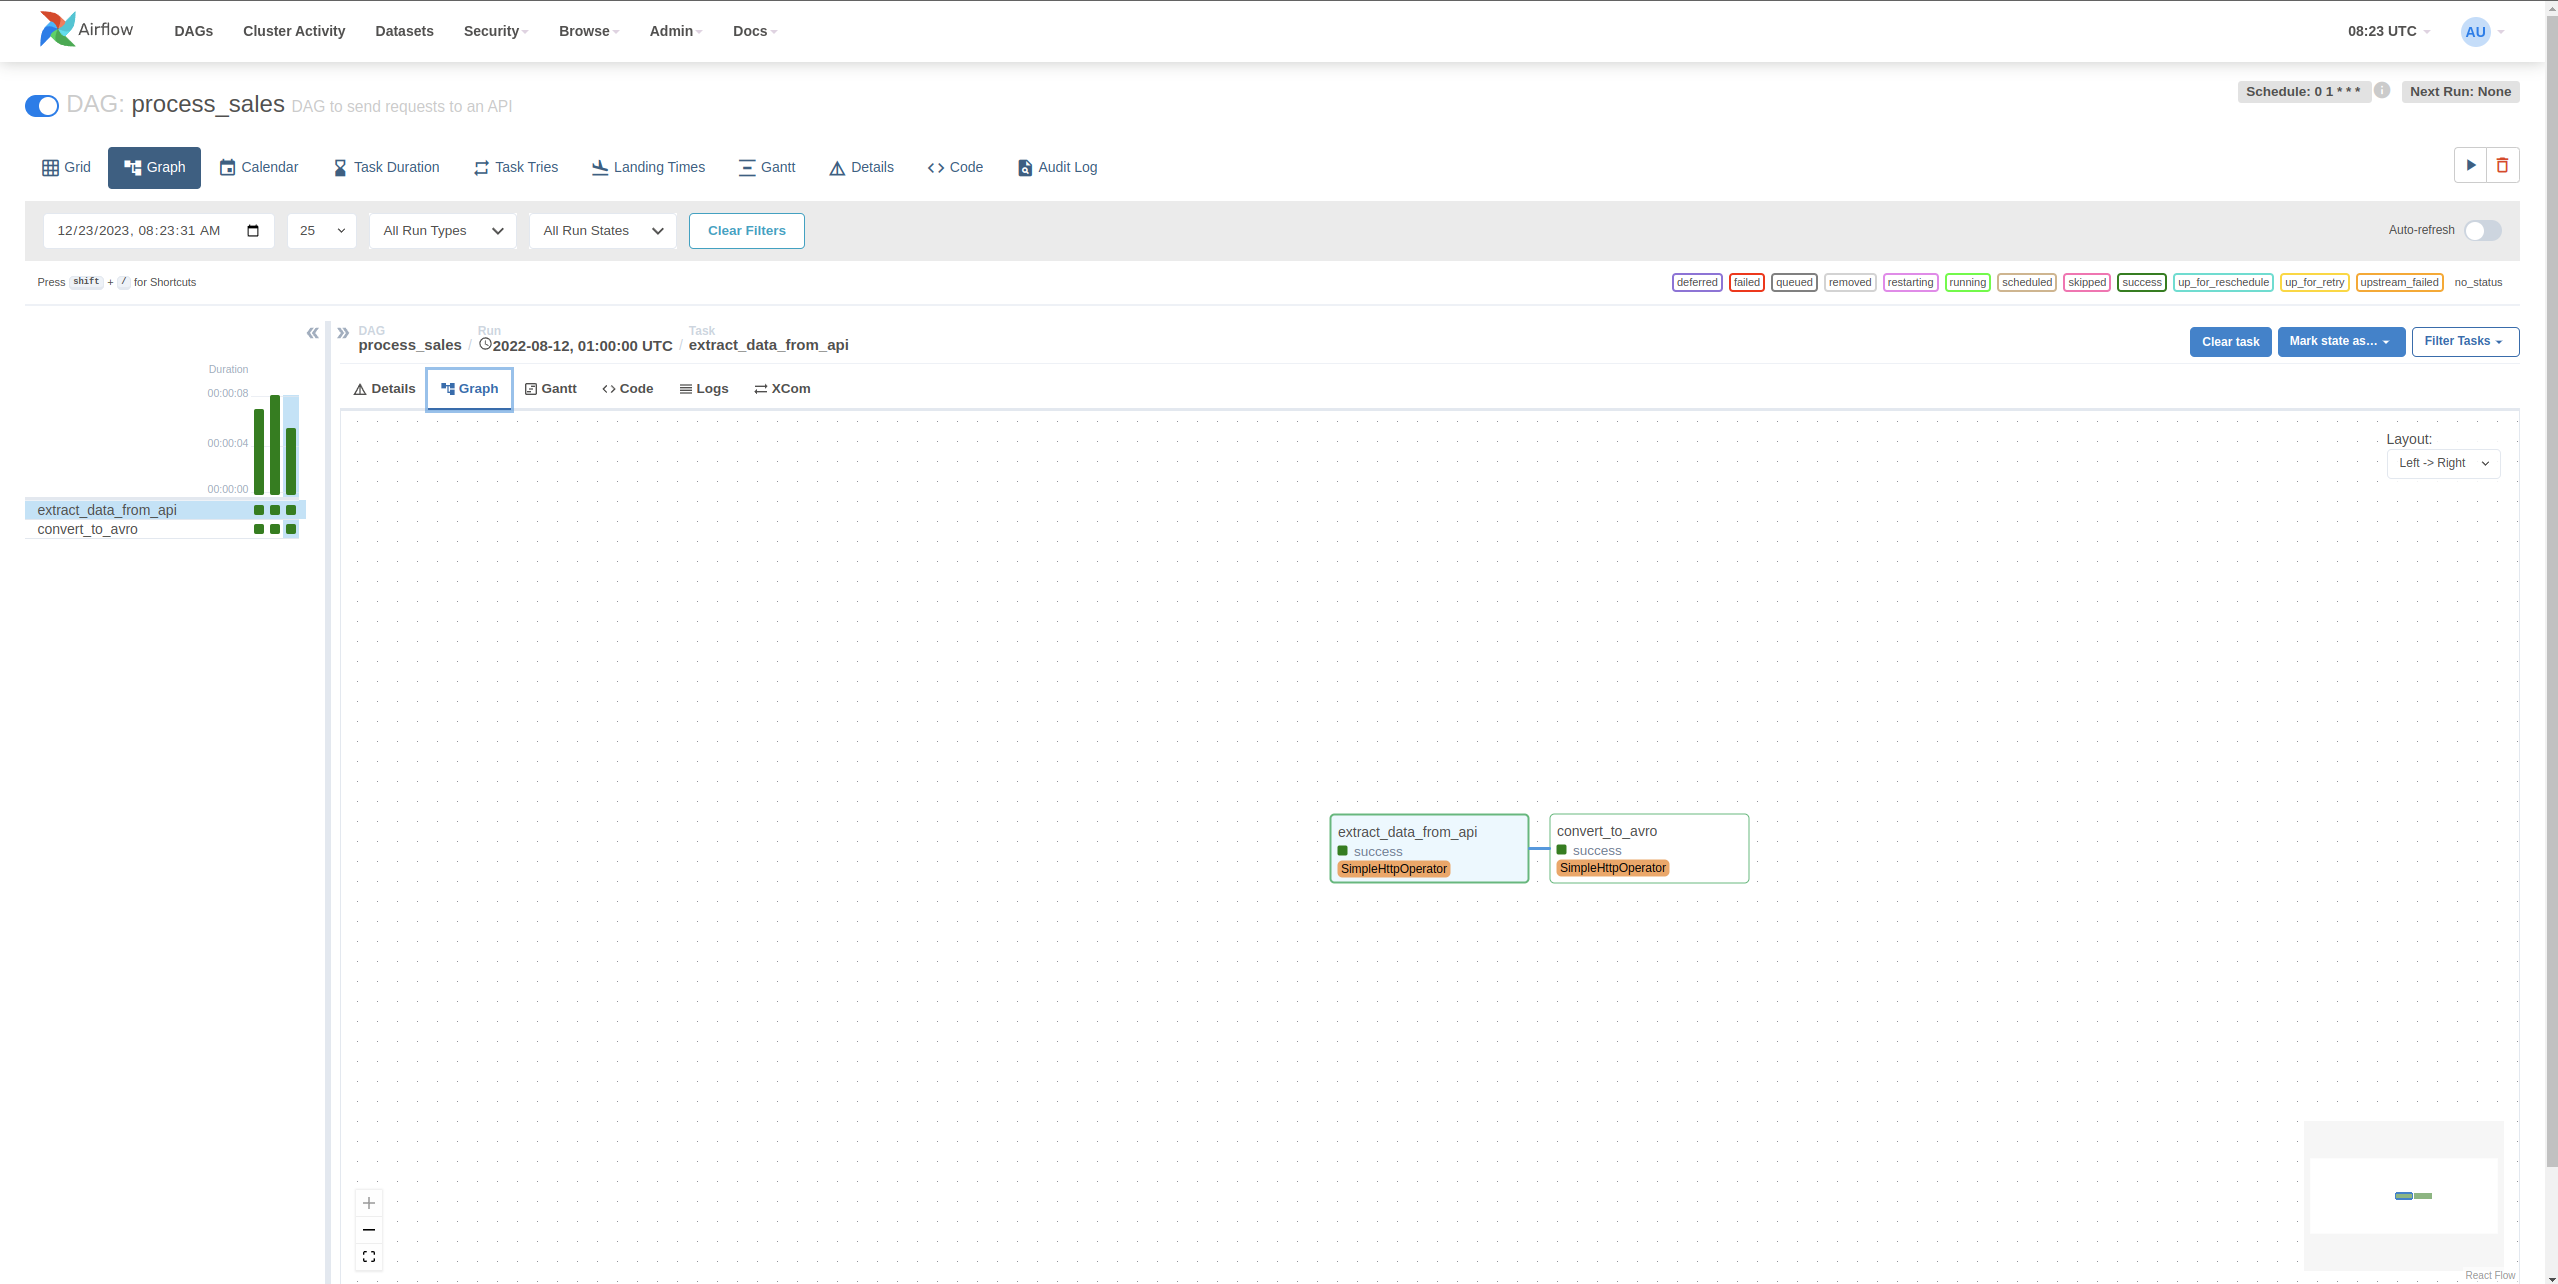 Airflow DAGs Cluster Activity Datasets Security Browse Admin Docs 08:23 UTC AU
DAG: process_sales DAG to send requests to an API Schedule: 0 1 * * * i Next Run: None
Grid Graph Calendar Task Duration Task Tries Landing Times Gantt Details Code Audit Log
12/23/2023, 08:23:31 AM 25 All Run Types All Run States Clear Filters Auto-refresh
Press shift + / for Shortcuts deferred failed queued removed restarting running scheduled skipped success up_for_reschedule up_for_retry upstream_failed no_status
« » DAG Run Task
process_sales / 2022-08-12, 01:00:00 UTC / extract_data_from_api Clear task Mark state as... Filter Tasks
Duration
00:00:08
00:00:04
00:00:00
extract_data_from_api
convert_to_avro
Details Graph Gantt Code Logs XCom
Layout:
Left -> Right
extract_data_from_api
success
SimpleHttpOperator
convert_to_avro
success
SimpleHttpOperator
React Flow